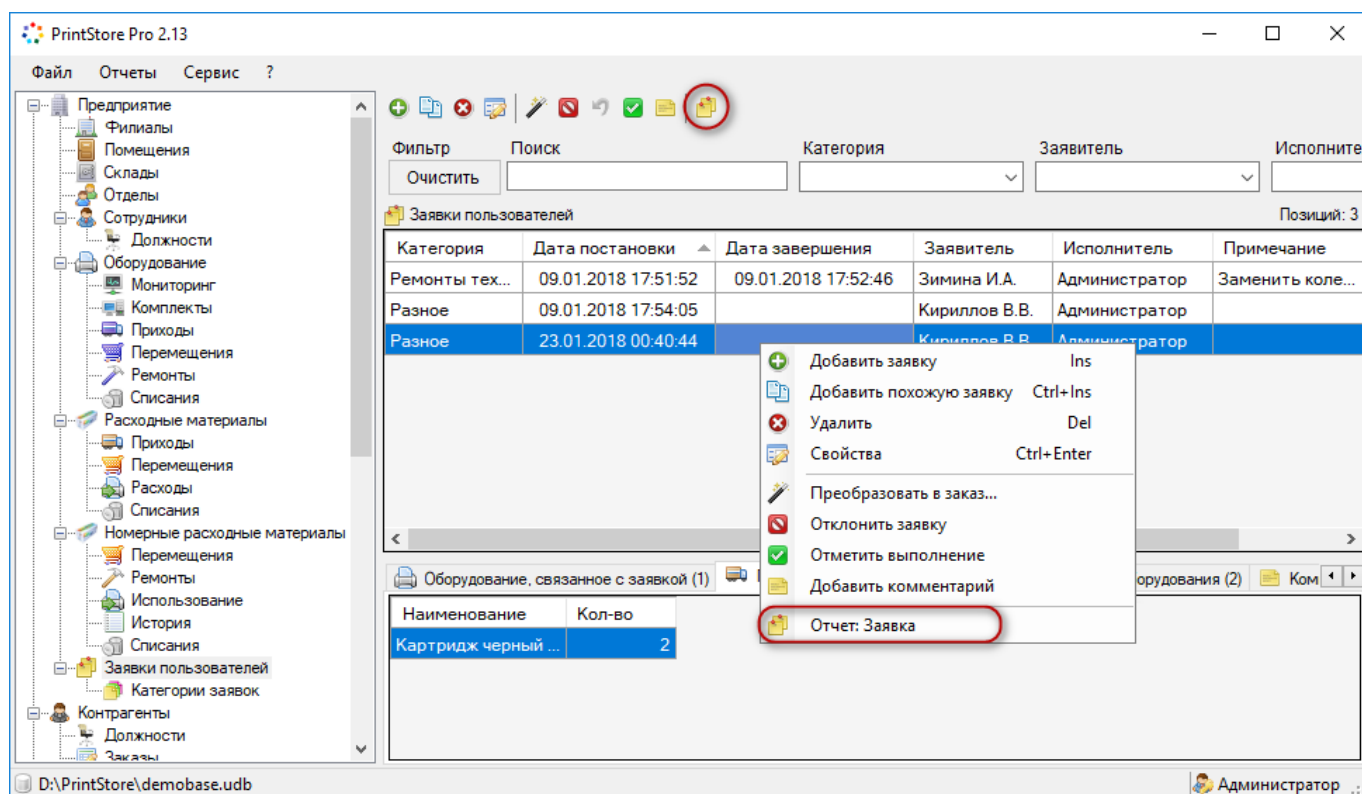 PrintStore Pro 2.13
Файл Отчеты Сервис ?
Предприятие
Филиалы
Помещения
Склады
Отделы
Сотрудники
Должности
Оборудование
Мониторинг
Комплекты
Приходы
Перемещения
Ремонты
Списания
Расходные материалы
Приходы
Перемещения
Расходы
Списания
Номерные расходные материалы
Перемещения
Ремонты
Использование
История
Списания
Заявки пользователей
Категории заявок
Контрагенты
Должности
Заказы
Фильтр Поиск Категория Заявитель Исполните
Очистить
Заявки пользователей Позиций: 3
Категория Дата постановки Дата завершения Заявитель Исполнитель Примечание
Ремонты тех... 09.01.2018 17:51:52 09.01.2018 17:52:46 Зимина И.А. Администратор Заменить коле...
Разное 09.01.2018 17:54:05 Кириллов В.В. Администратор
Разное 23.01.2018 00:40:44 Кириллов В.В. Администратор
Добавить заявку Ins
Добавить похожую заявку Ctrl+Ins
Удалить Del
Свойства Ctrl+Enter
Преобразовать в заказ...
Отклонить заявку
Отметить выполнение
Добавить комментарий
Отчет: Заявка
Оборудование, связанное с заявкой (1) орудования (2) Ком
Наименование Кол-во
Картридж черный ... 2
D:\PrintStore\demobase.udb Администратор